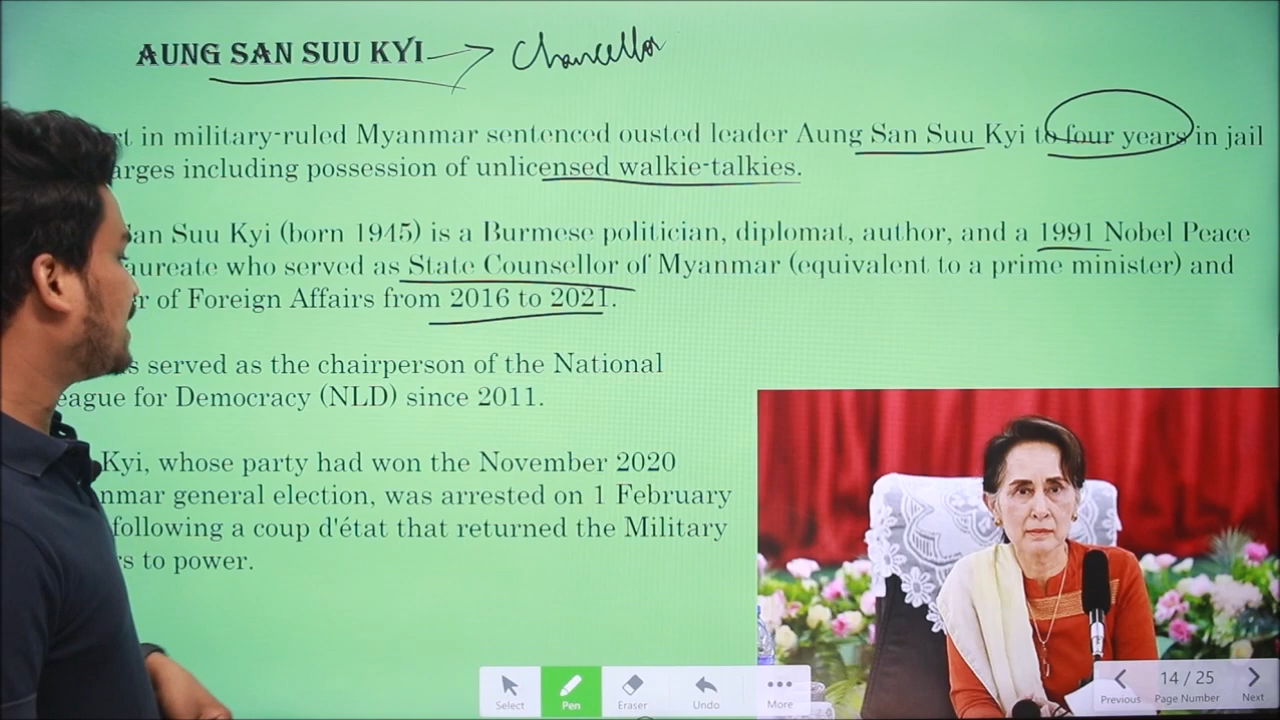 AUNG SAN SUU KYI Chancellor
rt in military-ruled Myanmar sentenced ousted leader Aung San Suu Kyi to four years in jail
arges including possession of unlicensed walkie-talkies.
San Suu Kyi (born 1945) is a Burmese politician, diplomat, author, and a 1991 Nobel Peace
aureate who served as State Counsellor of Myanmar (equivalent to a prime minister) and
r of Foreign Affairs from 2016 to 2021.
s served as the chairperson of the National
eague for Democracy (NLD) since 2011.
Kyi, whose party had won the November 2020
nmar general election, was arrested on 1 February
following a coup d'état that returned the Military
rs to power.
Select Pen Eraser Undo More
14 / 25
Previous Page Number Next